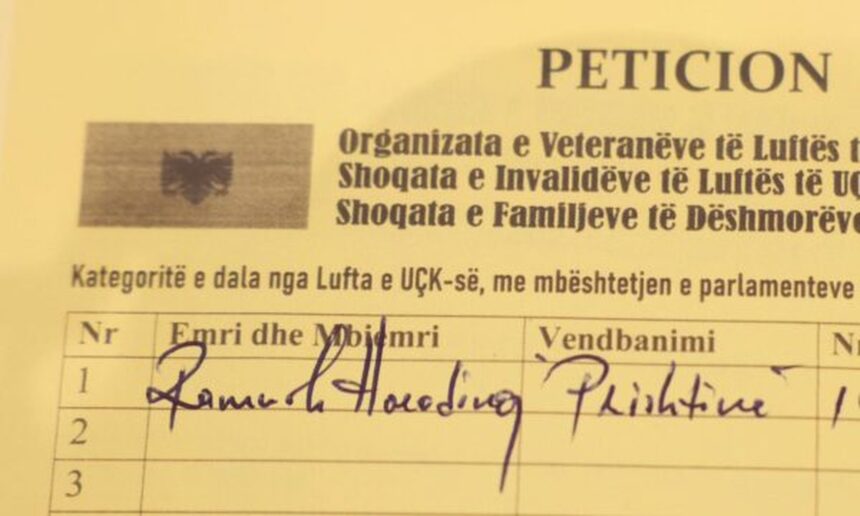 PETICION
Organizata e Veteranëve të Luftës t
Shoqata e Invalidëve të Luftës të UÇ
Shoqata e Familjeve të Dëshmorëve
Kategoritë e dala nga Lufta e UÇK-së, me mbështetjen e parlamenteve
Nr Emri dhe Mbiemri Vendbanimi N
1 Ramush Haradinaj Prishtinë 1
2
3